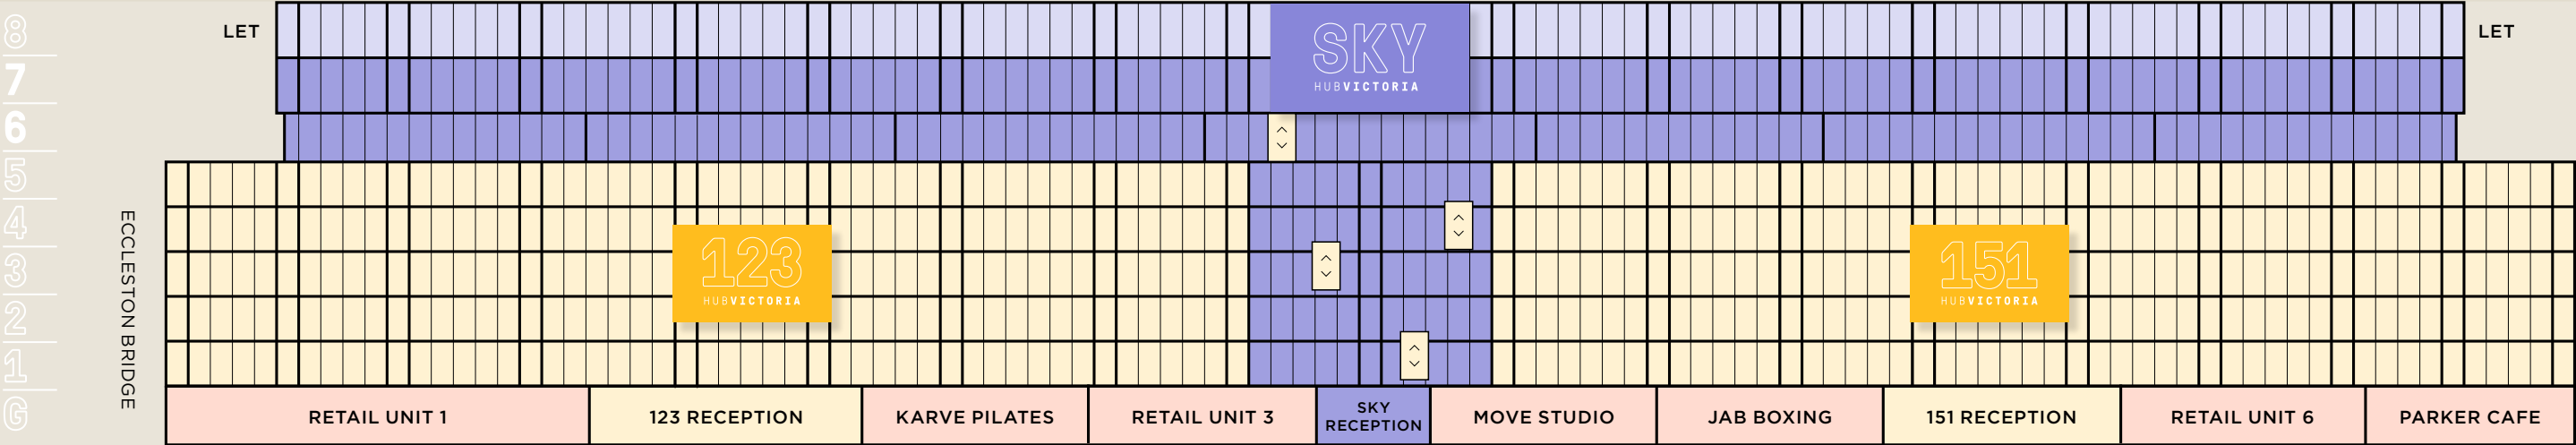 8
7
6
5
4
3
2
1
G
ECCLESTON BRIDGE
LET
SKY
HUBVICTORIA
LET
123
HUBVICTORIA
151
HUBVICTORIA
RETAIL UNIT 1
123 RECEPTION
KARVE PILATES
RETAIL UNIT 3
SKY
RECEPTION
MOVE STUDIO
JAB BOXING
151 RECEPTION
RETAIL UNIT 6
PARKER CAFE